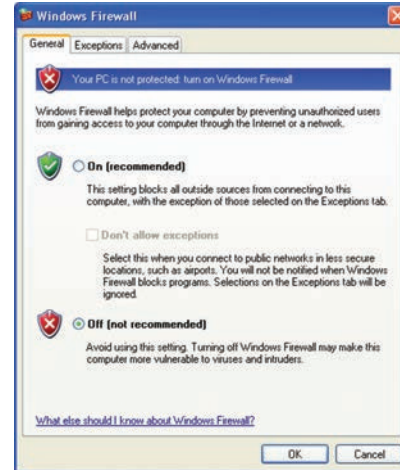 Windows Firewall
General Exceptions Advanced
Your PC is not protected: turn on Windows Firewall
Windows Firewall helps protect your computer by preventing unauthorized users
from gaining access to your computer through the Internet or a network.
On (recommended)
This setting blocks all outside sources from connecting to this
computer, with the exception of those selected on the Exceptions tab.
Don't allow exceptions
Select this when you connect to public networks in less secure
locations, such as airports. You will not be notified when Windows
Firewall blocks programs. Selections on the Exceptions tab will be
ignored.
Off (not recommended)
Avoid using this setting. Turning off Windows Firewall may make this
computer more vulnerable to viruses and intruders.
What else should I know about Windows Firewall?
OK Cancel